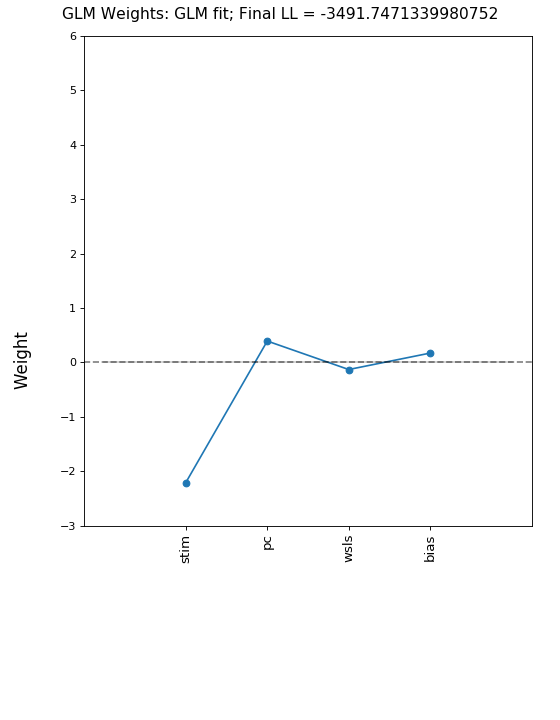 GLM Weights: GLM fit; Final LL = -3491.7471339980752
6
5
4
3
2
1
0
−1
−2
−3
Weight
stim
pc
wsls
bias